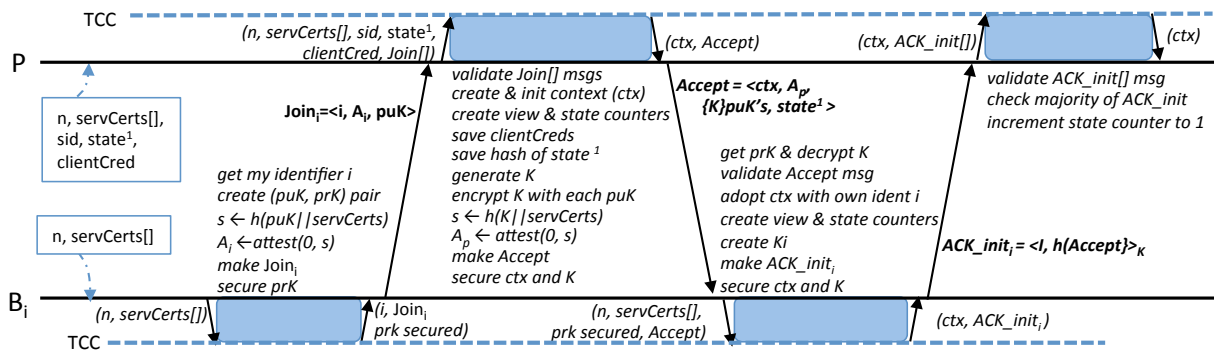 TCC
(n, servCerts[], sid, state¹,
clientCred, Join[])
(ctx, Accept)
(ctx, ACK_init[])
(ctx)
P
n, servCerts[],
sid, state¹,
clientCred
Joinᵢ=<i, Aᵢ, puK>
validate Join[] msgs
create & init context (ctx)
create view & state counters
save clientCreds
save hash of state ¹
generate K
encrypt K with each puK
s ← h(K||servCerts)
Aₚ ←attest(0, s)
make Accept
secure ctx and K
Accept = <ctx, Aₚ,
{K}puK’s, state¹ >
validate ACK_init[] msg
check majority of ACK_init
increment state counter to 1
get my identifier i
create (puK, prK) pair
s ← h(puK||servCerts)
Aᵢ ←attest(0, s)
make Joinᵢ
secure prK
get prK & decrypt K
validate Accept msg
adopt ctx with own ident i
create view & state counters
create Ki
make ACK_initᵢ
secure ctx and K
ACK_initᵢ = <I, h(Accept}>K
n, servCerts[]
Bᵢ
(n, servCerts[])
(i, Joinᵢ
prk secured)
(n, servCerts[],
prk secured, Accept)
(ctx, ACK_initᵢ)
TCC